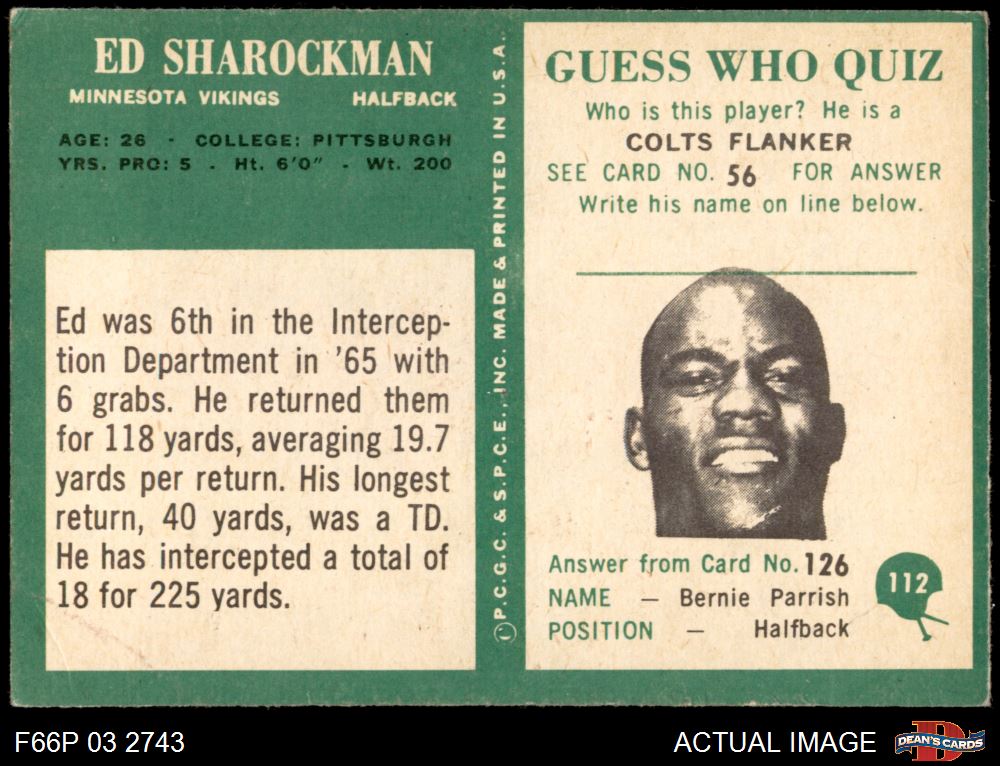 ED SHAROCKMAN
MINNESOTA VIKINGS HALFBACK
AGE: 26 - COLLEGE: PITTSBURGH
YRS. PRO: 5 - Ht. 6'0" - Wt. 200
Ed was 6th in the Intercep-
tion Department in '65 with
6 grabs. He returned them
for 118 yards, averaging 19.7
yards per return. His longest
return, 40 yards, was a TD.
He has intercepted a total of
18 for 225 yards.
©P.C.G.C. & S.P.C.E., INC. MADE & PRINTED IN U.S.A.
GUESS WHO QUIZ
Who is this player? He is a
COLTS FLANKER
SEE CARD NO. 56 FOR ANSWER
Write his name on line below.
Answer from Card No. 126
NAME — Bernie Parrish
POSITION — Halfback
112
F66P 03 2743
ACTUAL IMAGE
DEAN'S CARDS